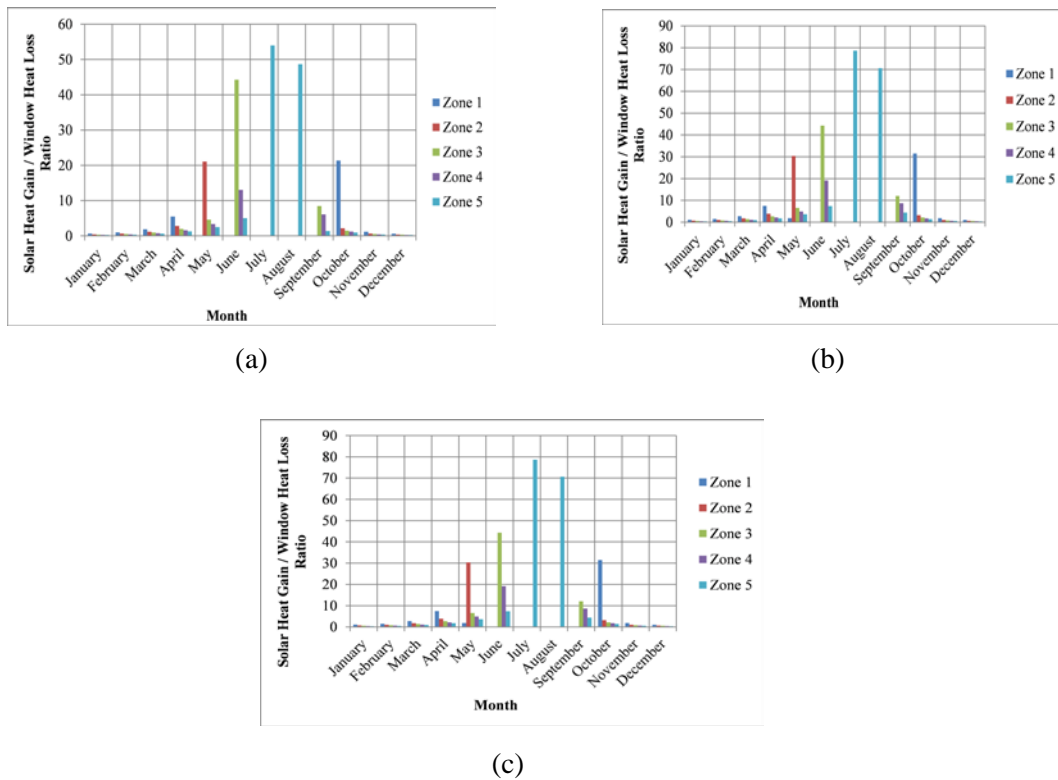 60
50
40
30
20
10
0
Solar Heat Gain / Window Heat Loss
Ratio
January
February
March
April
May
June
July
August
September
October
November
December
Month
Zone 1
Zone 2
Zone 3
Zone 4
Zone 5
(a)
90
80
70
60
50
40
30
20
10
0
Solar Heat Gain / Window Heat Loss
Ratio
January
February
March
April
May
June
July
August
September
October
November
December
Month
Zone 1
Zone 2
Zone 3
Zone 4
Zone 5
(b)
90
80
70
60
50
40
30
20
10
0
Solar Heat Gain / Window Heat Loss
Ratio
January
February
March
April
May
June
July
August
September
October
November
December
Month
Zone 1
Zone 2
Zone 3
Zone 4
Zone 5
(c)